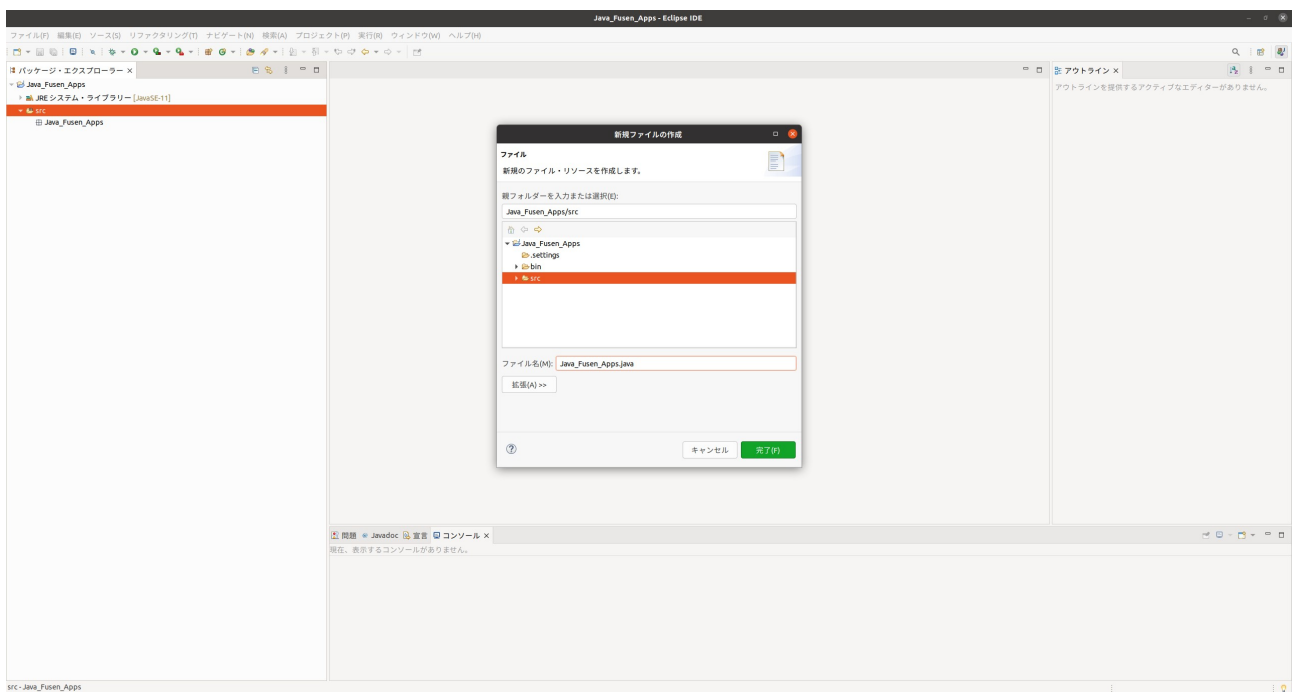 Java_Fusen_Apps - Eclipse IDE
ファイル(F) 編集(E) ソース(S) リファクタリング(T) ナビゲート(N) 検索(A) プロジェクト(P) 実行(R) ウィンドウ(W) ヘルプ(H)
パッケージ・エクスプローラー
Java_Fusen_Apps
JRE システム・ライブラリー [JavaSE-11]
src
Java_Fusen_Apps
アウトライン
アウトラインを提供するアクティブなエディターがありません。
新規ファイルの作成
ファイル
新規のファイル・リソースを作成します。
親フォルダーを入力または選択(E):
Java_Fusen_Apps/src
Java_Fusen_Apps
.settings
bin
src
ファイル名(M): Java_Fusen_Apps.java
拡張(A) >>
キャンセル 完了(F)
問題 Javadoc 宣言 コンソール
現在、表示するコンソールがありません。
src - Java_Fusen_Apps